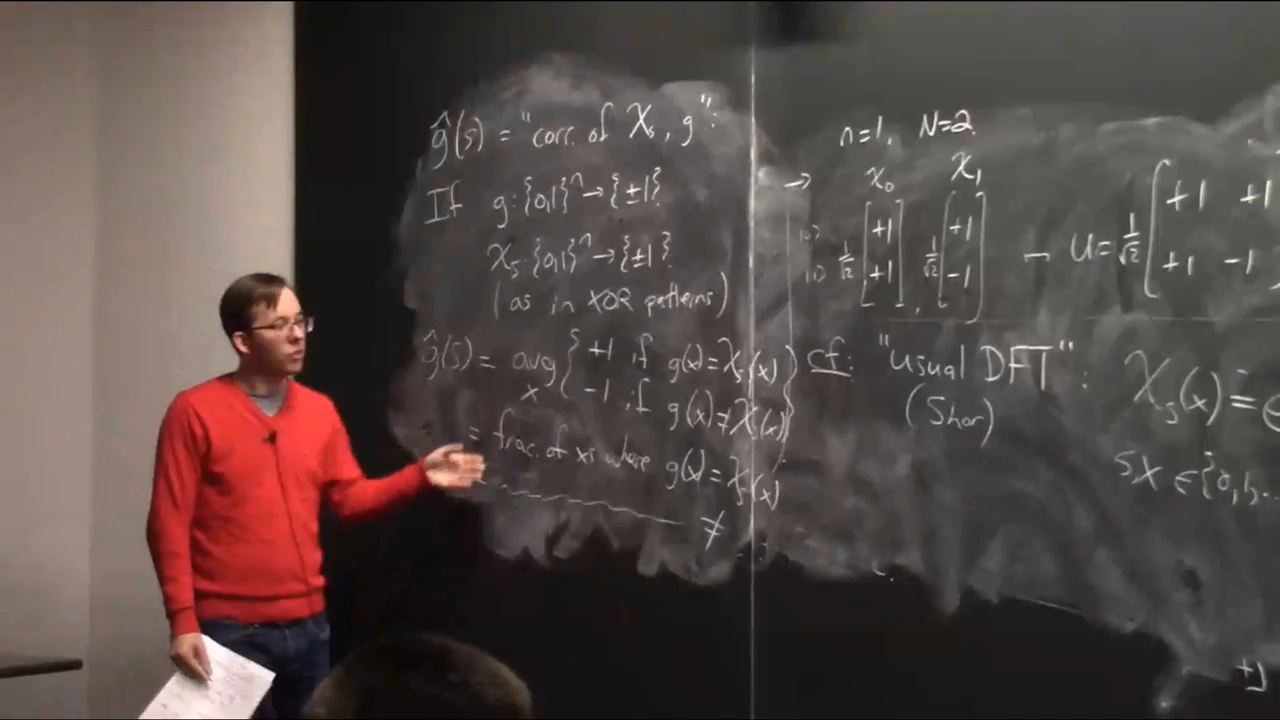 ĝ(s) = "corr. of χₛ, g":
If g: {0,1}ⁿ → {±1}
χₛ: {0,1}ⁿ → {±1}
(as in XOR patterns)
ĝ(s) = avg { +1 if g(x) = χₛ(x) }
x { -1 if g(x) ≠ χₛ(x) }
= frac. of xs where g(x) = χₛ(x)
≠
n=1, N=2
→ χ₀ χ₁
1/√2 [+1 +1], 1/√2 [+1 -1]
U = 1/√2 [ +1 +1
+1 -1
cf: "usual DFT": χₛ(x) =
(Shor)
s,x ∈ {0,1,..